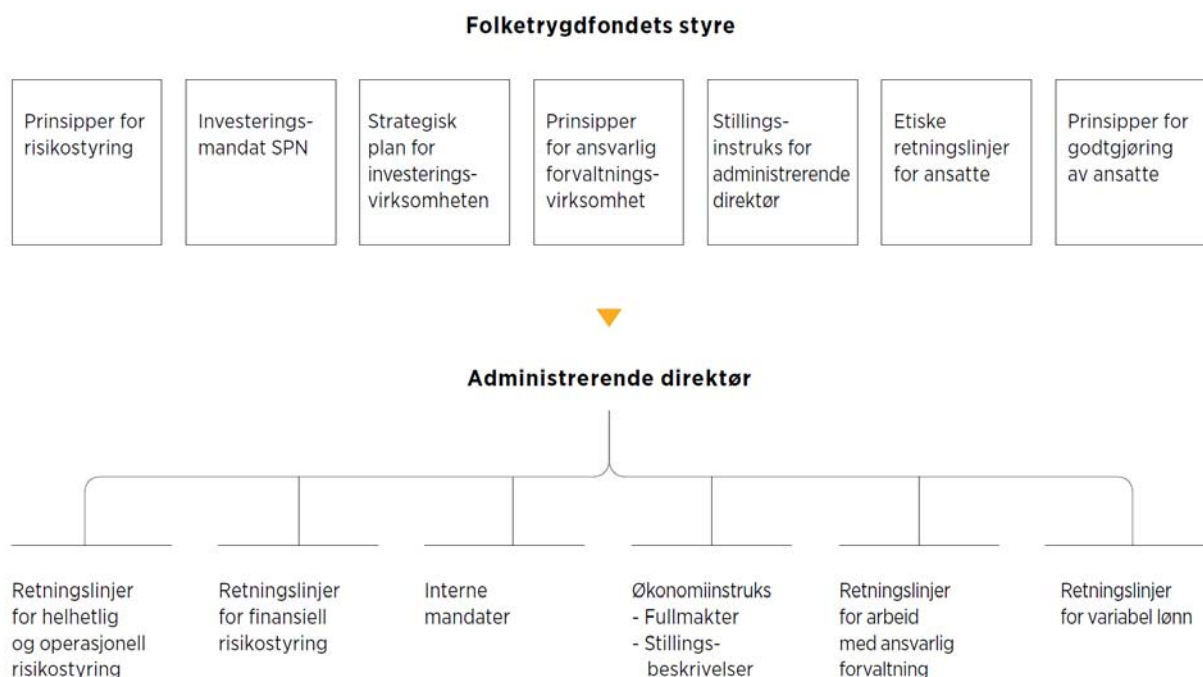 Folketrygdfondets styre
Prinsipper for
risikostyring
Investerings-
mandat SPN
Strategisk
plan for
investerings-
virksomheten
Prinsipper
for ansvarlig
forvaltnings-
virksomhet
Stillings-
instruks for
administrerende
direktør
Etiske
retningslinjer
for ansatte
Prinsipper for
godtgjøring
av ansatte
Administrerende direktør
Retningslinjer
for helhetlig
og operasjonell
risikostyring
Retningslinjer
for finansiell
risikostyring
Interne
mandater
Økonomiinstruks
- Fullmakter
- Stillings-
beskrivelser
Retningslinjer
for arbeid
med ansvarlig
forvaltning
Retningslinjer
for variabel lønn